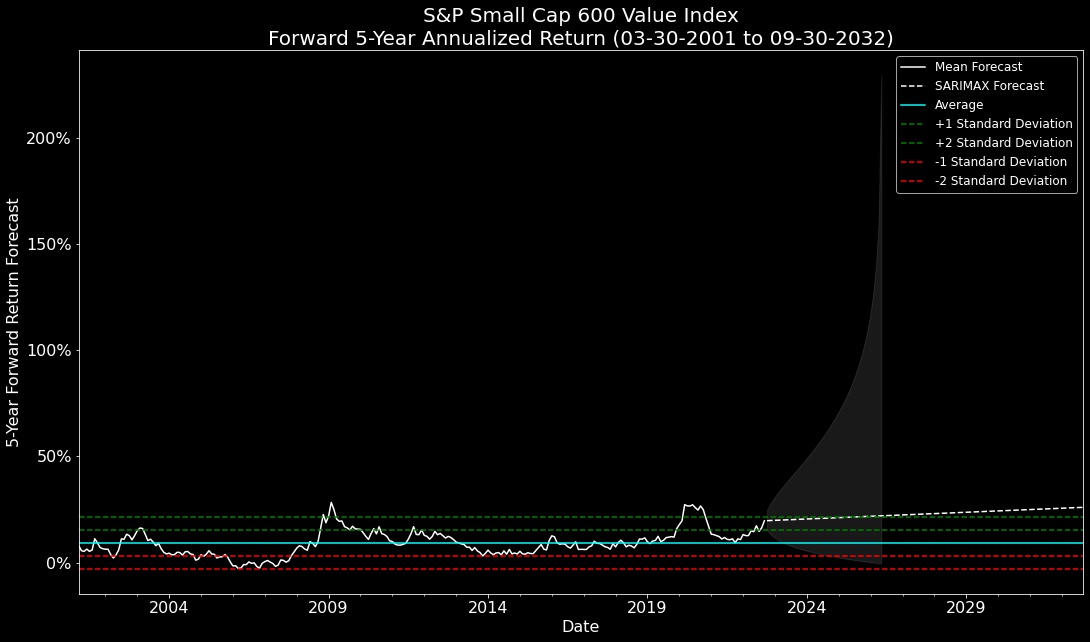 S&P Small Cap 600 Value Index
Forward 5-Year Annualized Return (03-30-2001 to 09-30-2032)
Mean Forecast
SARIMAX Forecast
Average
+1 Standard Deviation
+2 Standard Deviation
-1 Standard Deviation
-2 Standard Deviation
5-Year Forward Return Forecast
200%
150%
100%
50%
0%
2004 2009 2014 2019 2024 2029
Date